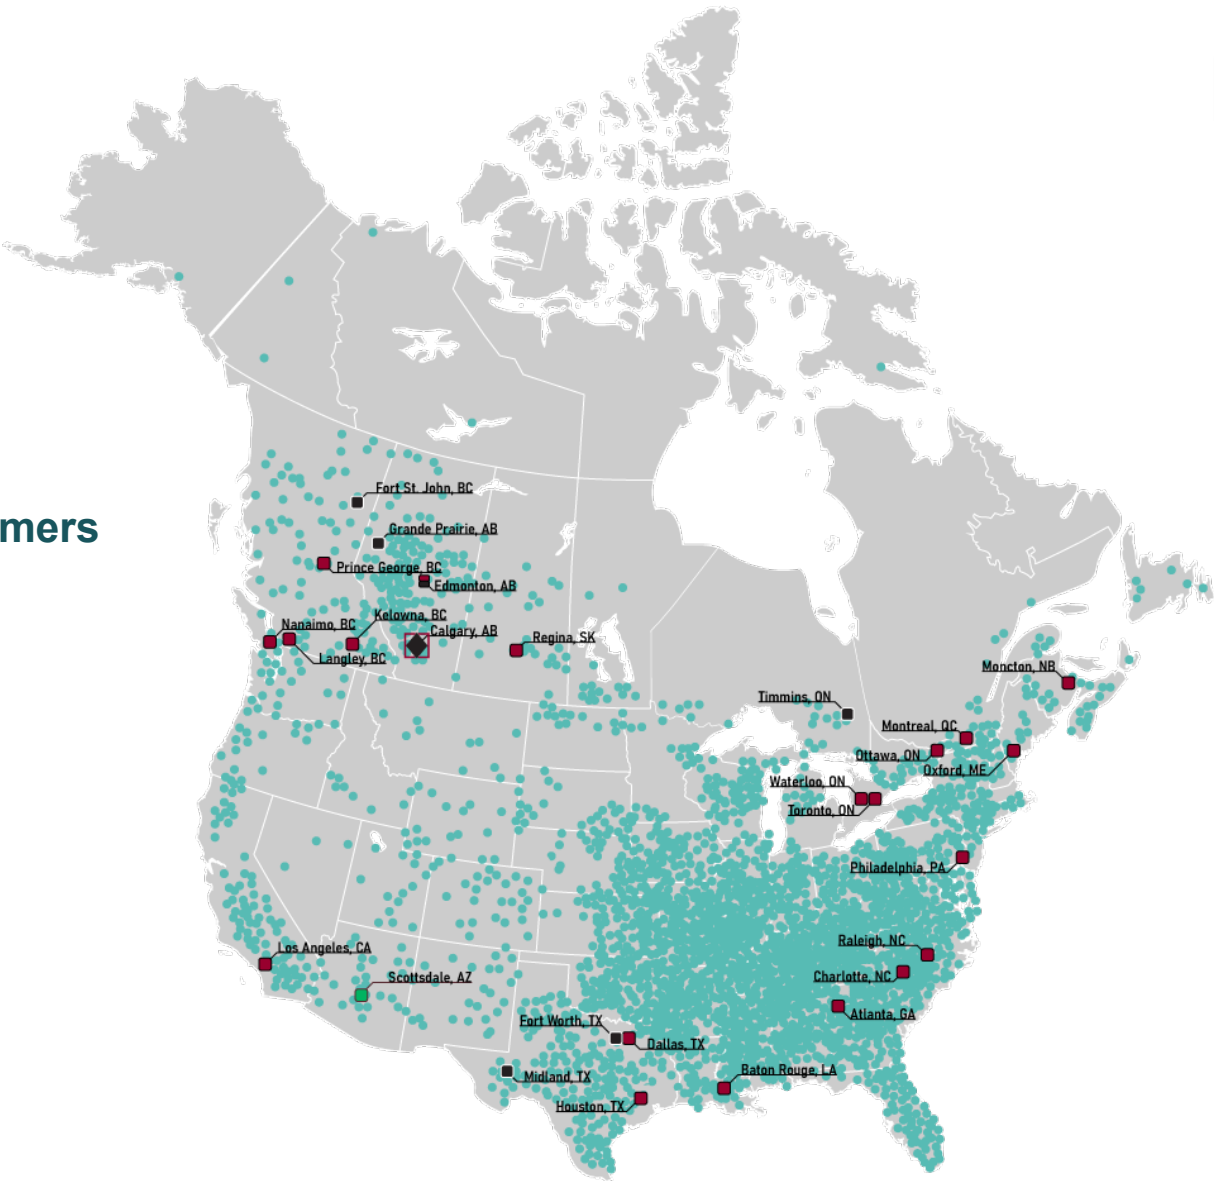 Fort St. John, BC
mers
Grande Prairie, AB
Prince George, BC
Edmonton, AB
Kelowna, BC
Nanaimo, BC
Calgary, AB
Regina, SK
Langley, BC
Moncton, NB
Timmins, ON
Montreal, QC
Ottawa, ON
Oxford, ME
Waterloo, ON
Toronto, ON
Philadelphia, PA
Raleigh, NC
Los Angeles, CA
Charlotte, NC
Scottsdale, AZ
Atlanta, GA
Fort Worth, TX
Dallas, TX
Baton Rouge, LA
Midland, TX
Houston, TX